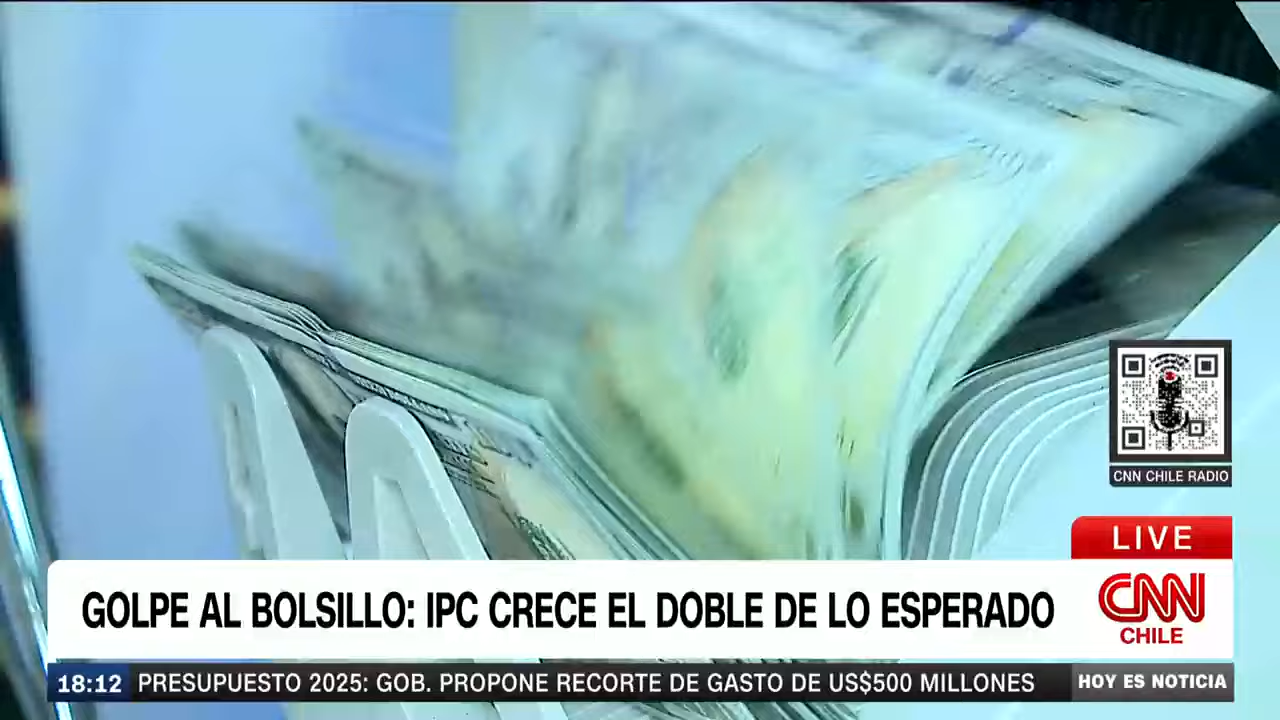 CNN CHILE RADIO
LIVE
CNN
CHILE
GOLPE AL BOLSILLO: IPC CRECE EL DOBLE DE LO ESPERADO
18:12 PRESUPUESTO 2025: GOB. PROPONE RECORTE DE GASTO DE US$500 MILLONES HOY ES NOTICIA